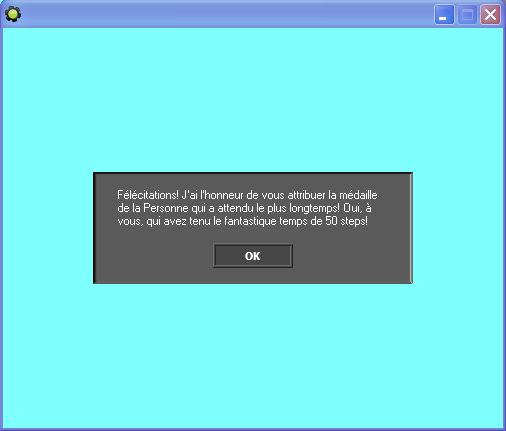 Félécitations! J'ai l'honneur de vous attribuer la médaille
de la Personne qui a attendu le plus longtemps! Oui, à
vous, qui avez tenu le fantastique temps de 50 steps!
OK